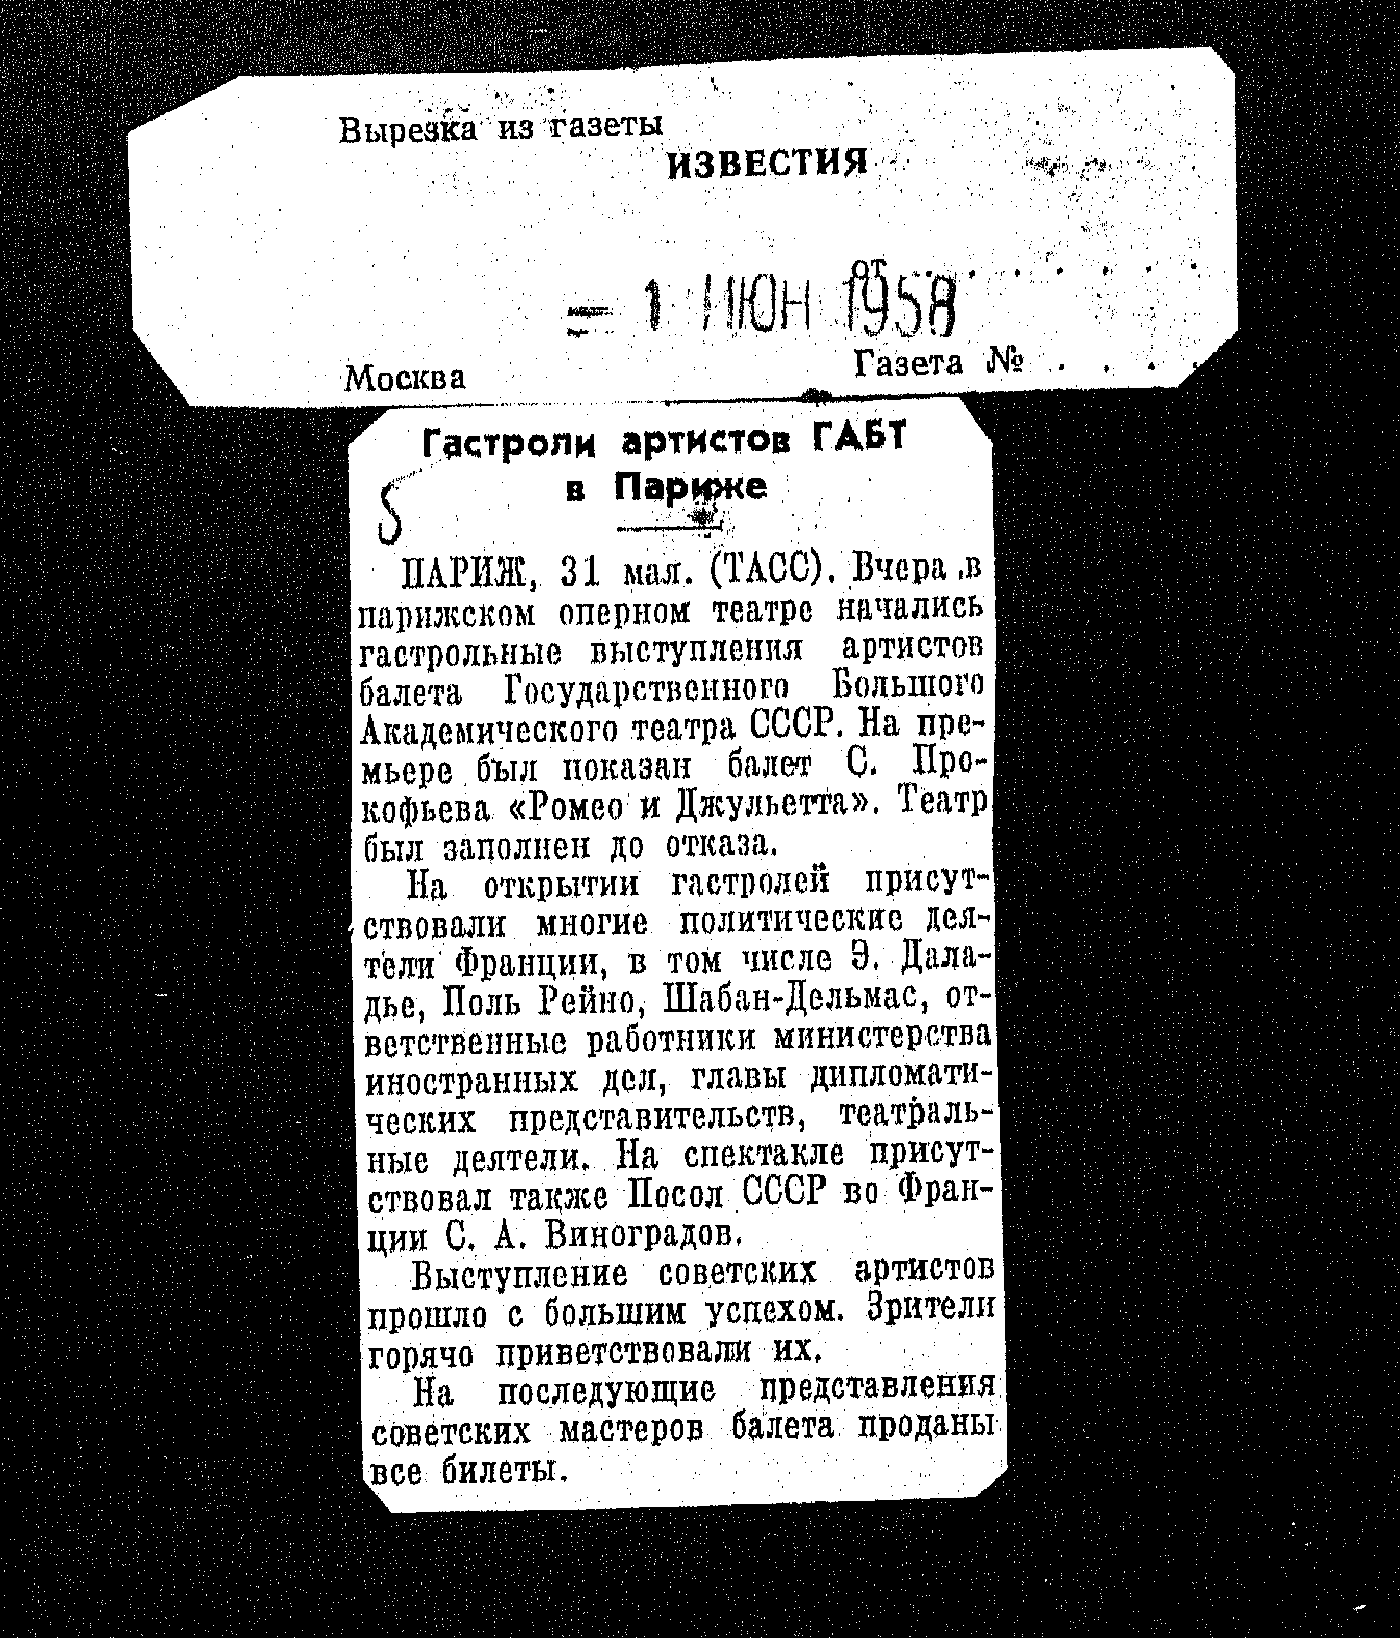 Вырезка из газеты
ИЗВЕСТИЯ
от . . . . . . .
- 1 ИЮН 1958
Москва
Газета № . . . .
Гастроли артистов ГАБТ
в Париже
5
ПАРИЖ, 31 мая. (ТАСС). Вчера в
парижском оперном театре начались
гастрольные выступления артистов
балета Государственного Большого
Академического театра СССР. На пре-
мьере был показан балет С. Про-
кофьева «Ромео и Джульетта». Театр
был заполнен до отказа.
На открытии гастролей присут-
ствовали многие политические дея-
тели Франции, в том числе Э. Дала-
дье, Поль Рейно, Шабан-Дельмас, от-
ветственные работники министерства
иностранных дел, главы дипломати-
ческих представительств, театраль-
ные деятели. На спектакле присут-
ствовал также Посол СССР во Фран-
ции С. А. Виноградов.
Выступление советских артистов
прошло с большим успехом. Зрители
горячо приветствовали их.
На последующие представления
советских мастеров балета проданы
все билеты.